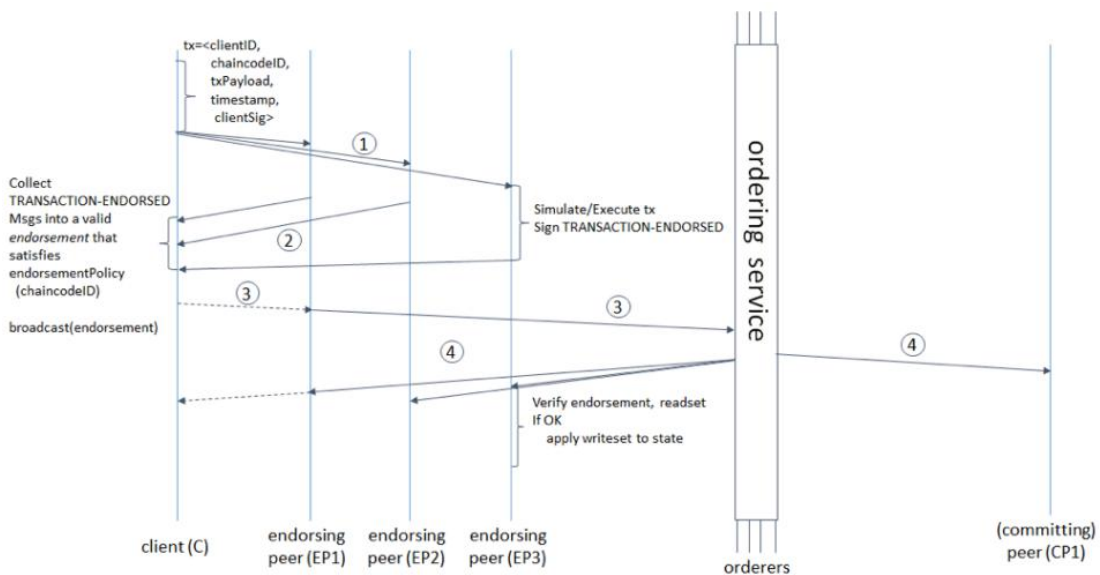 tx=<clientID,
chaincodeID,
txPayload,
timestamp,
clientSig>
1
Collect
TRANSACTION-ENDORSED
Msgs into a valid
endorsement that
satisfies
endorsementPolicy
(chaincodeID)
Simulate/Execute tx
Sign TRANSACTION-ENDORSED
2
3
3
broadcast(endorsement)
4
4
Verify endorsement, readset
If OK
apply writeset to state
ordering service
client (C)
endorsing
peer (EP1)
endorsing
peer (EP2)
endorsing
peer (EP3)
orderers
(committing)
peer (CP1)